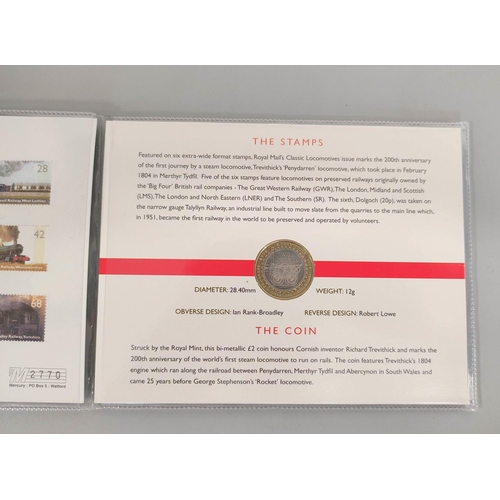 THE STAMPS
Featured on six extra-wide format stamps, Royal Mail's Classic Locomotives issue marks the 200th anniversary
of the first journey by a steam locomotive, Trevithick's 'Penydarren' locomotive, which took place in February
1804 in Merthyr Tydfil. Five of the six stamps feature locomotives on preserved railways originally owned by
the 'Big Four' British rail companies - The Great Western Railway (GWR), The London, Midland and Scottish
(LMS), The London and North Eastern (LNER) and The Southern (SR). The sixth, Dolgoch (20p), was taken on
the narrow gauge Talyllyn Railway, an industrial line built to move slate from the quarries to the main line which,
in 1951, became the first railway in the world to be preserved and operated by volunteers.
DIAMETER: 28.40mm WEIGHT: 12g
OBVERSE DESIGN: Ian Rank-Broadley REVERSE DESIGN: Robert Lowe
THE COIN
Struck by the Royal Mint, this bi-metallic £2 coin honours Cornish inventor Richard Trevithick and marks the
200th anniversary of the world's first steam locomotive to run on rails. The coin features Trevithick's 1804
engine which ran along the railroad between Penydarren, Merthyr Tydfil and Abercynon in South Wales and
came 25 years before George Stephenson's 'Rocket' locomotive.
28
42
68
2770
Mercury: PO Box 5: Watford